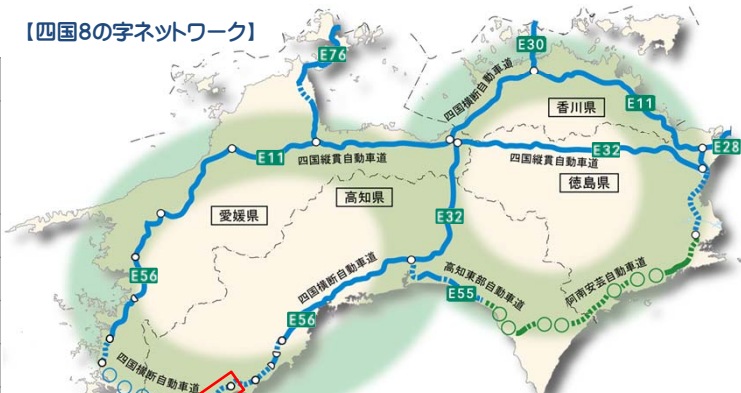 【四国8の字ネットワーク】
E76
E30
四国横断自動車道
香川県
E11
E28
E11
四国縦貫自動車道
E32
四国縦貫自動車道
徳島県
高知県
愛媛県
E32
E56
四国横断自動車道
高知東部自動車道
阿南安芸自動車道
E55
E56
四国横断自動車道